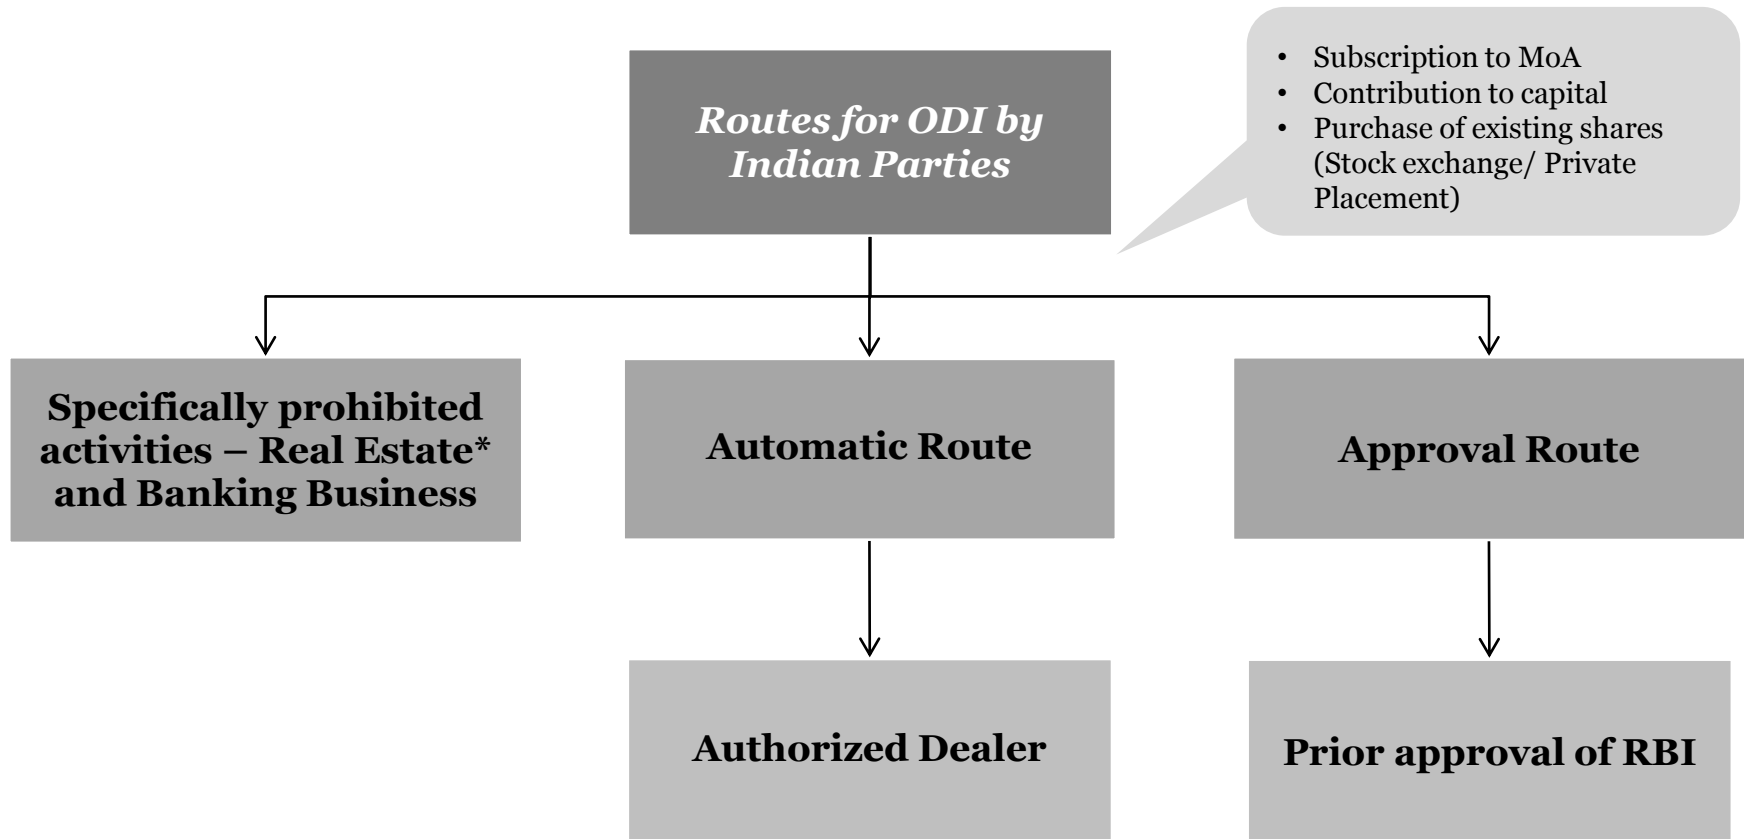 Routes for ODI by
Indian Parties
• Subscription to MoA
• Contribution to capital
• Purchase of existing shares
(Stock exchange/ Private
Placement)
Specifically prohibited
activities – Real Estate*
and Banking Business
Automatic Route
Approval Route
Authorized Dealer
Prior approval of RBI